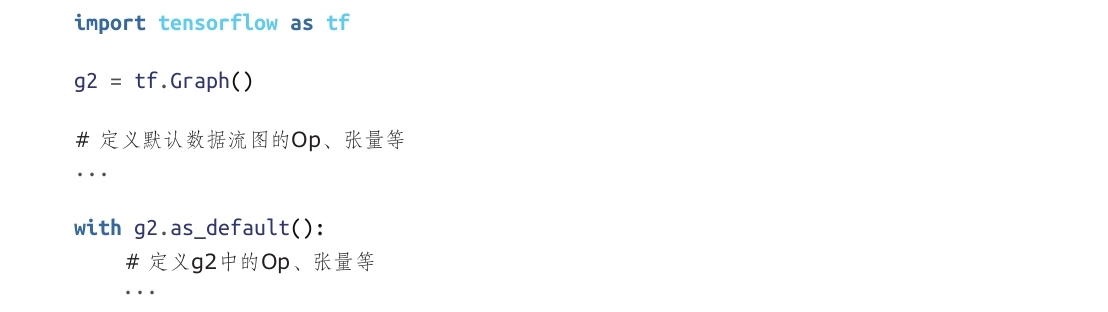 import tensorflow as tf
g2 = tf.Graph()
# 定义默认数据流图的Op、张量等
...
with g2.as_default():
# 定义g2中的Op、张量等
...